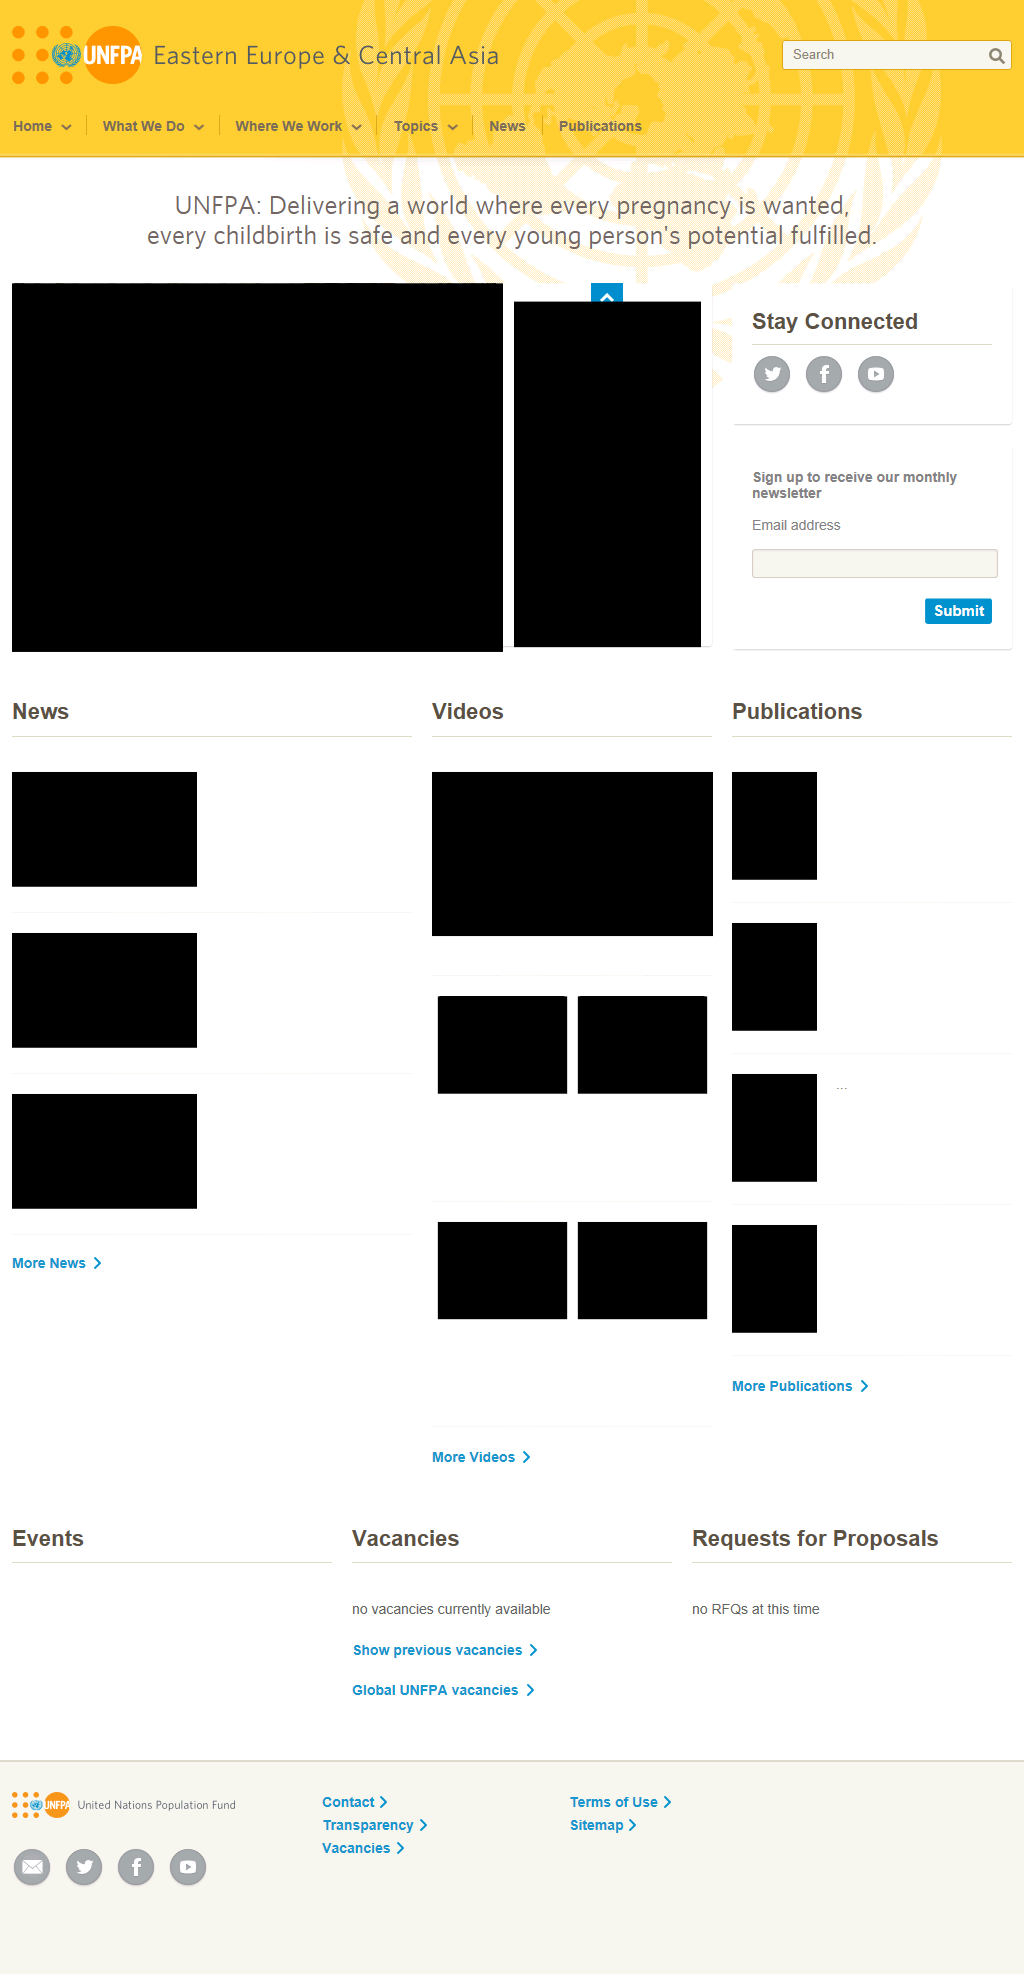 UNFPA Eastern Europe & Central Asia
Search
Home What We Do Where We Work Topics News Publications
UNFPA: Delivering a world where every pregnancy is wanted,
every childbirth is safe and every young person's potential fulfilled.
Stay Connected
Sign up to receive our monthly
newsletter
Email address
Submit
News
More News
Videos
More Videos
Publications
...
More Publications
Events
Vacancies
no vacancies currently available
Show previous vacancies
Global UNFPA vacancies
Requests for Proposals
no RFQs at this time
UNFPA United Nations Population Fund
Contact
Transparency
Vacancies
Terms of Use
Sitemap